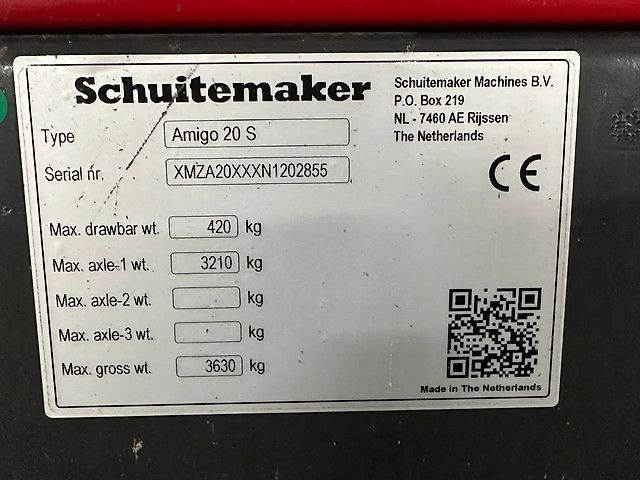 Schuitemaker
Schuitemaker Machines B.V.
P.O. Box 219
NL - 7460 AE Rijssen
The Netherlands
Type Amigo 20 S
Serial nr. XMZA20XXXN1202855
CE
Max. drawbar wt. 420 kg
Max. axle-1 wt. 3210 kg
Max. axle-2 wt. kg
Max. axle-3 wt. kg
Max. gross wt. 3630 kg
Made in The Netherlands